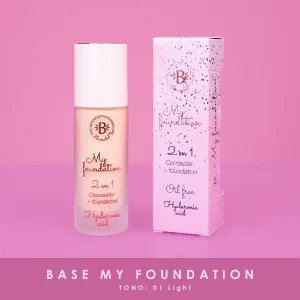 B
My
foundation
2 en 1
Concealer
+ foundation
Hyaluronic
acid
B
My
foundation
2 en 1
Concealer
+ foundation
Oil free
Hyaluronic
acid
BASE MY FOUNDATION
TONO: 01 Light